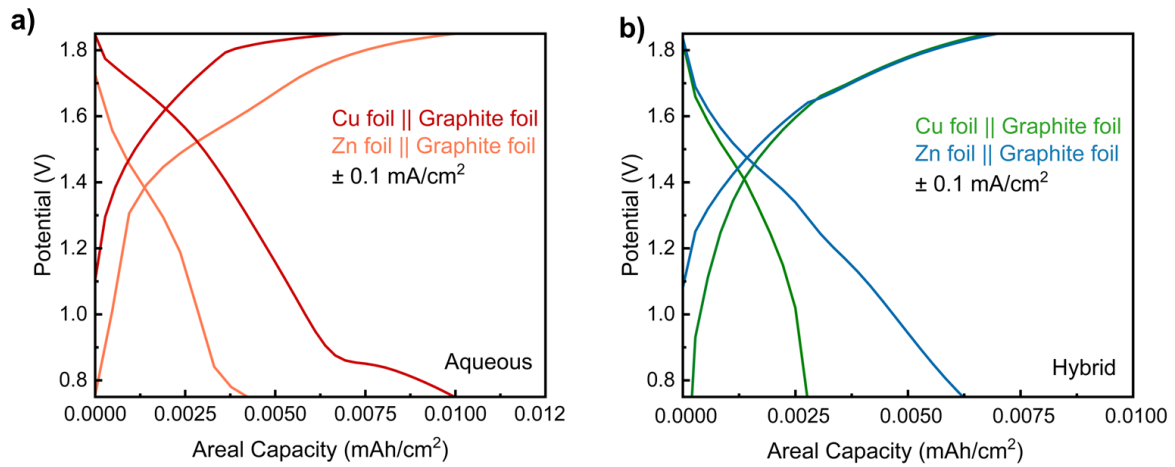 a)
Potential (V)
1.8
1.6
1.4
1.2
1.0
0.8
Cu foil || Graphite foil
Zn foil || Graphite foil
± 0.1 mA/cm²
Aqueous
0.0000 0.0025 0.0050 0.0075 0.0100 0.012
Areal Capacity (mAh/cm²)
b)
Potential (V)
1.8
1.6
1.4
1.2
1.0
0.8
Cu foil || Graphite foil
Zn foil || Graphite foil
± 0.1 mA/cm²
Hybrid
0.0000 0.0025 0.0050 0.0075 0.0100
Areal Capacity (mAh/cm²)